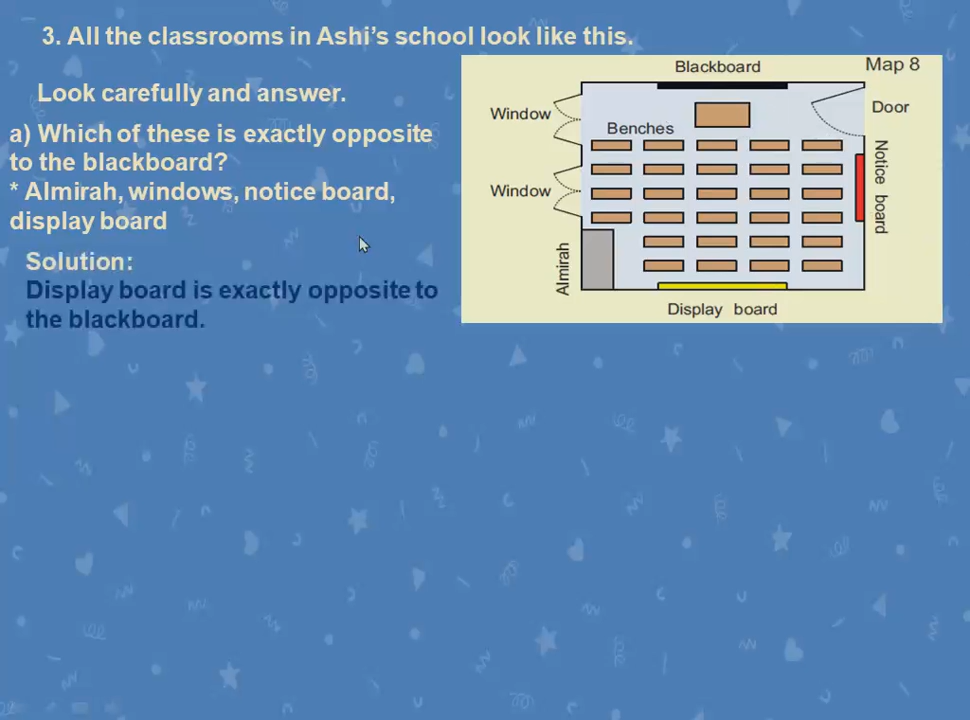 3. All the classrooms in Ashi's school look like this.
Look carefully and answer.
a) Which of these is exactly opposite
to the blackboard?
* Almirah, windows, notice board,
display board
Solution:
Display board is exactly opposite to
the blackboard.
Blackboard
Map 8
Window
Door
Benches
Notice board
Window
Almirah
Display board